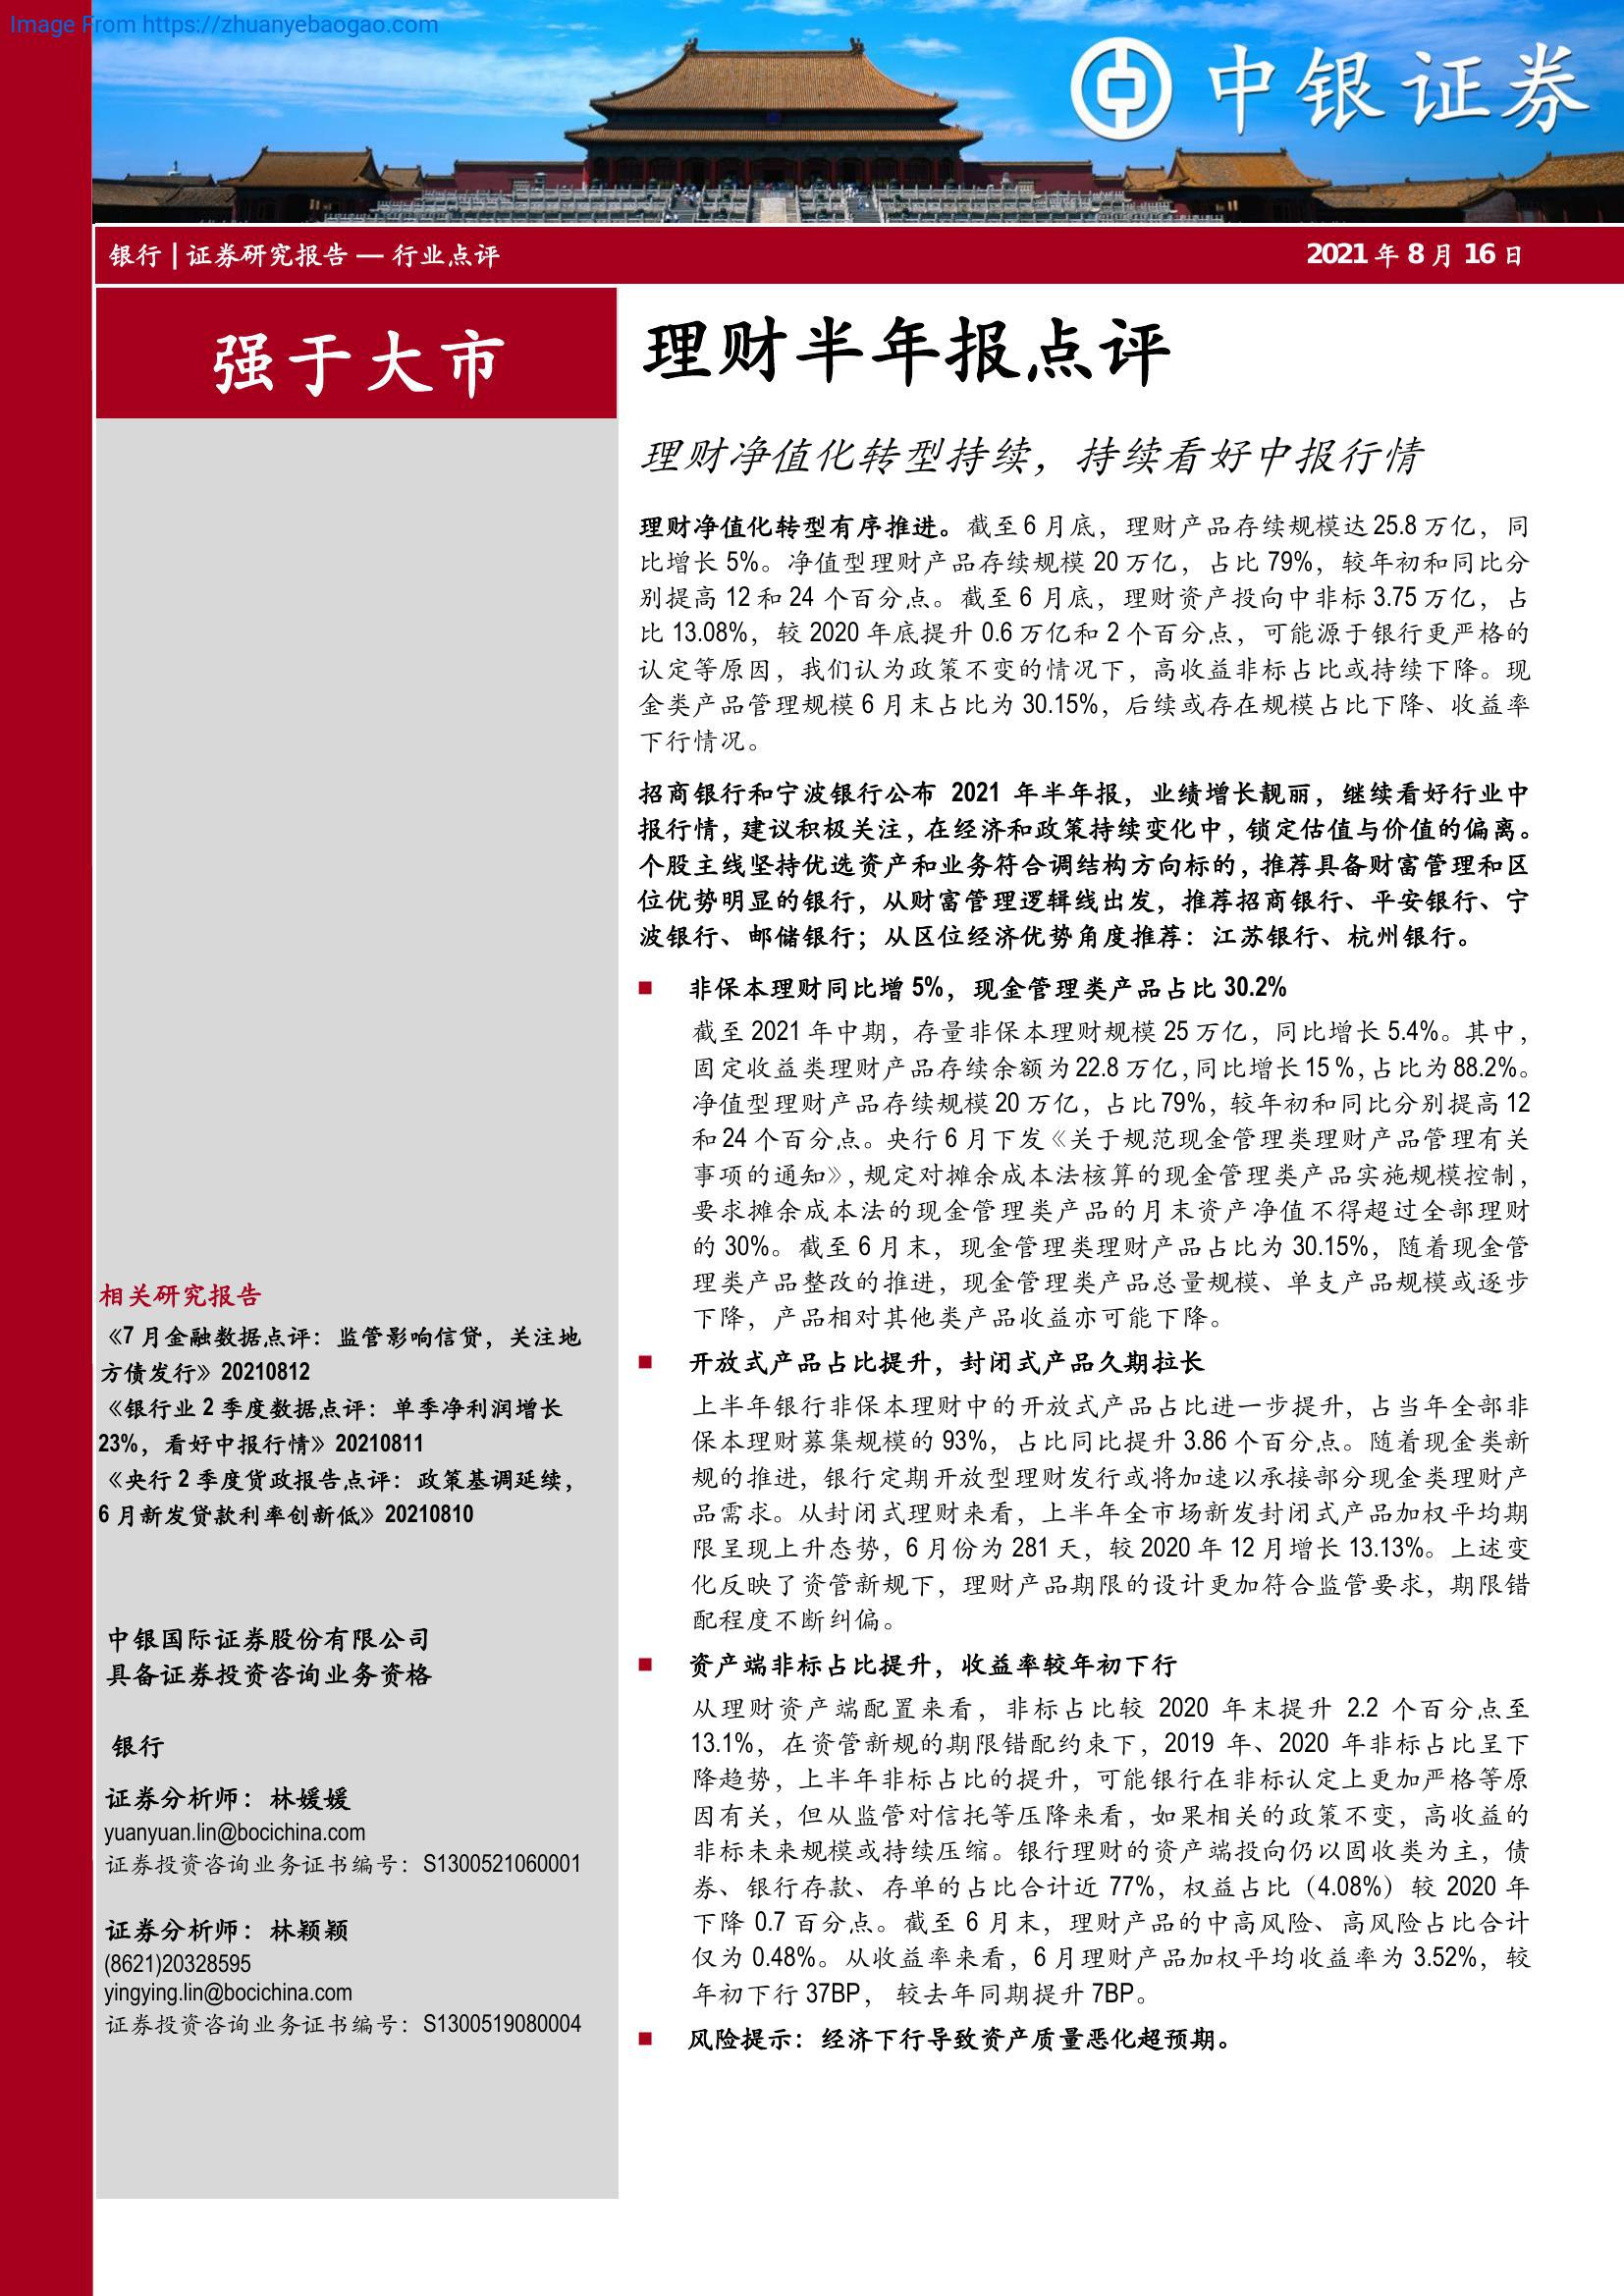 Image From https://zhuanyebaogao.com
中银证券
银行 | 证券研究报告 — 行业点评
2021 年 8 月 16 日
强于大市
相关研究报告
《7 月金融数据点评：监管影响信贷，关注地
方债发行》20210812
《银行业 2 季度数据点评：单季净利润增长
23%，看好中报行情》20210811
《央行 2 季度货政报告点评：政策基调延续，
6 月新发贷款利率创新低》20210810
中银国际证券股份有限公司
具备证券投资咨询业务资格
银行
证券分析师：林媛媛
yuanyuan.lin@bocichina.com
证券投资咨询业务证书编号：S1300521060001
证券分析师：林颖颖
(8621)20328595
yingying.lin@bocichina.com
证券投资咨询业务证书编号：S1300519080004
理财半年报点评
理财净值化转型持续，持续看好中报行情
理财净值化转型有序推进。截至 6 月底，理财产品存续规模达 25.8 万亿，同
比增长 5%。净值型理财产品存续规模 20 万亿，占比 79%，较年初和同比分
别提高 12 和 24 个百分点。截至 6 月底，理财资产投向中非标 3.75 万亿，占
比 13.08%，较 2020 年底提升 0.6 万亿和 2 个百分点，可能源于银行更严格的
认定等原因，我们认为政策不变的情况下，高收益非标占比或持续下降。现
金类产品管理规模 6 月末占比为 30.15%，后续或存在规模占比下降、收益率
下行情况。
招商银行和宁波银行公布 2021 年半年报，业绩增长靓丽，继续看好行业中
报行情，建议积极关注，在经济和政策持续变化中，锁定估值与价值的偏离。
个股主线坚持优选资产和业务符合调结构方向标的，推荐具备财富管理和区
位优势明显的银行，从财富管理逻辑线出发，推荐招商银行、平安银行、宁
波银行、邮储银行；从区位经济优势角度推荐：江苏银行、杭州银行。
■ 非保本理财同比增 5%，现金管理类产品占比 30.2%
截至 2021 年中期，存量非保本理财规模 25 万亿，同比增长 5.4%。其中，
固定收益类理财产品存续余额为 22.8 万亿，同比增长 15 %，占比为 88.2%。
净值型理财产品存续规模 20 万亿，占比 79%，较年初和同比分别提高 12
和 24 个百分点。央行 6 月下发《关于规范现金管理类理财产品管理有关
事项的通知》，规定对摊余成本法核算的现金管理类产品实施规模控制，
要求摊余成本法的现金管理类产品的月末资产净值不得超过全部理财
的 30%。截至 6 月末，现金管理类理财产品占比为 30.15%，随着现金管
理类产品整改的推进，现金管理类产品总量规模、单支产品规模或逐步
下降，产品相对其他类产品收益亦可能下降。
■ 开放式产品占比提升，封闭式产品久期拉长
上半年银行非保本理财中的开放式产品占比进一步提升，占当年全部非
保本理财募集规模的 93%，占比同比提升 3.86 个百分点。随着现金类新
规的推进，银行定期开放型理财发行或将加速以承接部分现金类理财产
品需求。从封闭式理财来看，上半年全市场新发封闭式产品加权平均期
限呈现上升态势，6 月份为 281 天，较 2020 年 12 月增长 13.13%。上述变
化反映了资管新规下，理财产品期限的设计更加符合监管要求，期限错
配程度不断纠偏。
■ 资产端非标占比提升，收益率较年初下行
从理财资产端配置来看，非标占比较 2020 年末提升 2.2 个百分点至
13.1%，在资管新规的期限错配约束下，2019 年、2020 年非标占比呈下
降趋势，上半年非标占比的提升，可能银行在非标认定上更加严格等原
因有关，但从监管对信托等压降来看，如果相关的政策不变，高收益的
非标未来规模或持续压缩。银行理财的资产端投向仍以固收类为主，债
券、银行存款、存单的占比合计近 77%，权益占比（4.08%）较 2020 年
下降 0.7 百分点。截至 6 月末，理财产品的中高风险、高风险占比合计
仅为 0.48%。从收益率来看，6 月理财产品加权平均收益率为 3.52%，较
年初下行 37BP， 较去年同期提升 7BP。
■ 风险提示：经济下行导致资产质量恶化超预期。